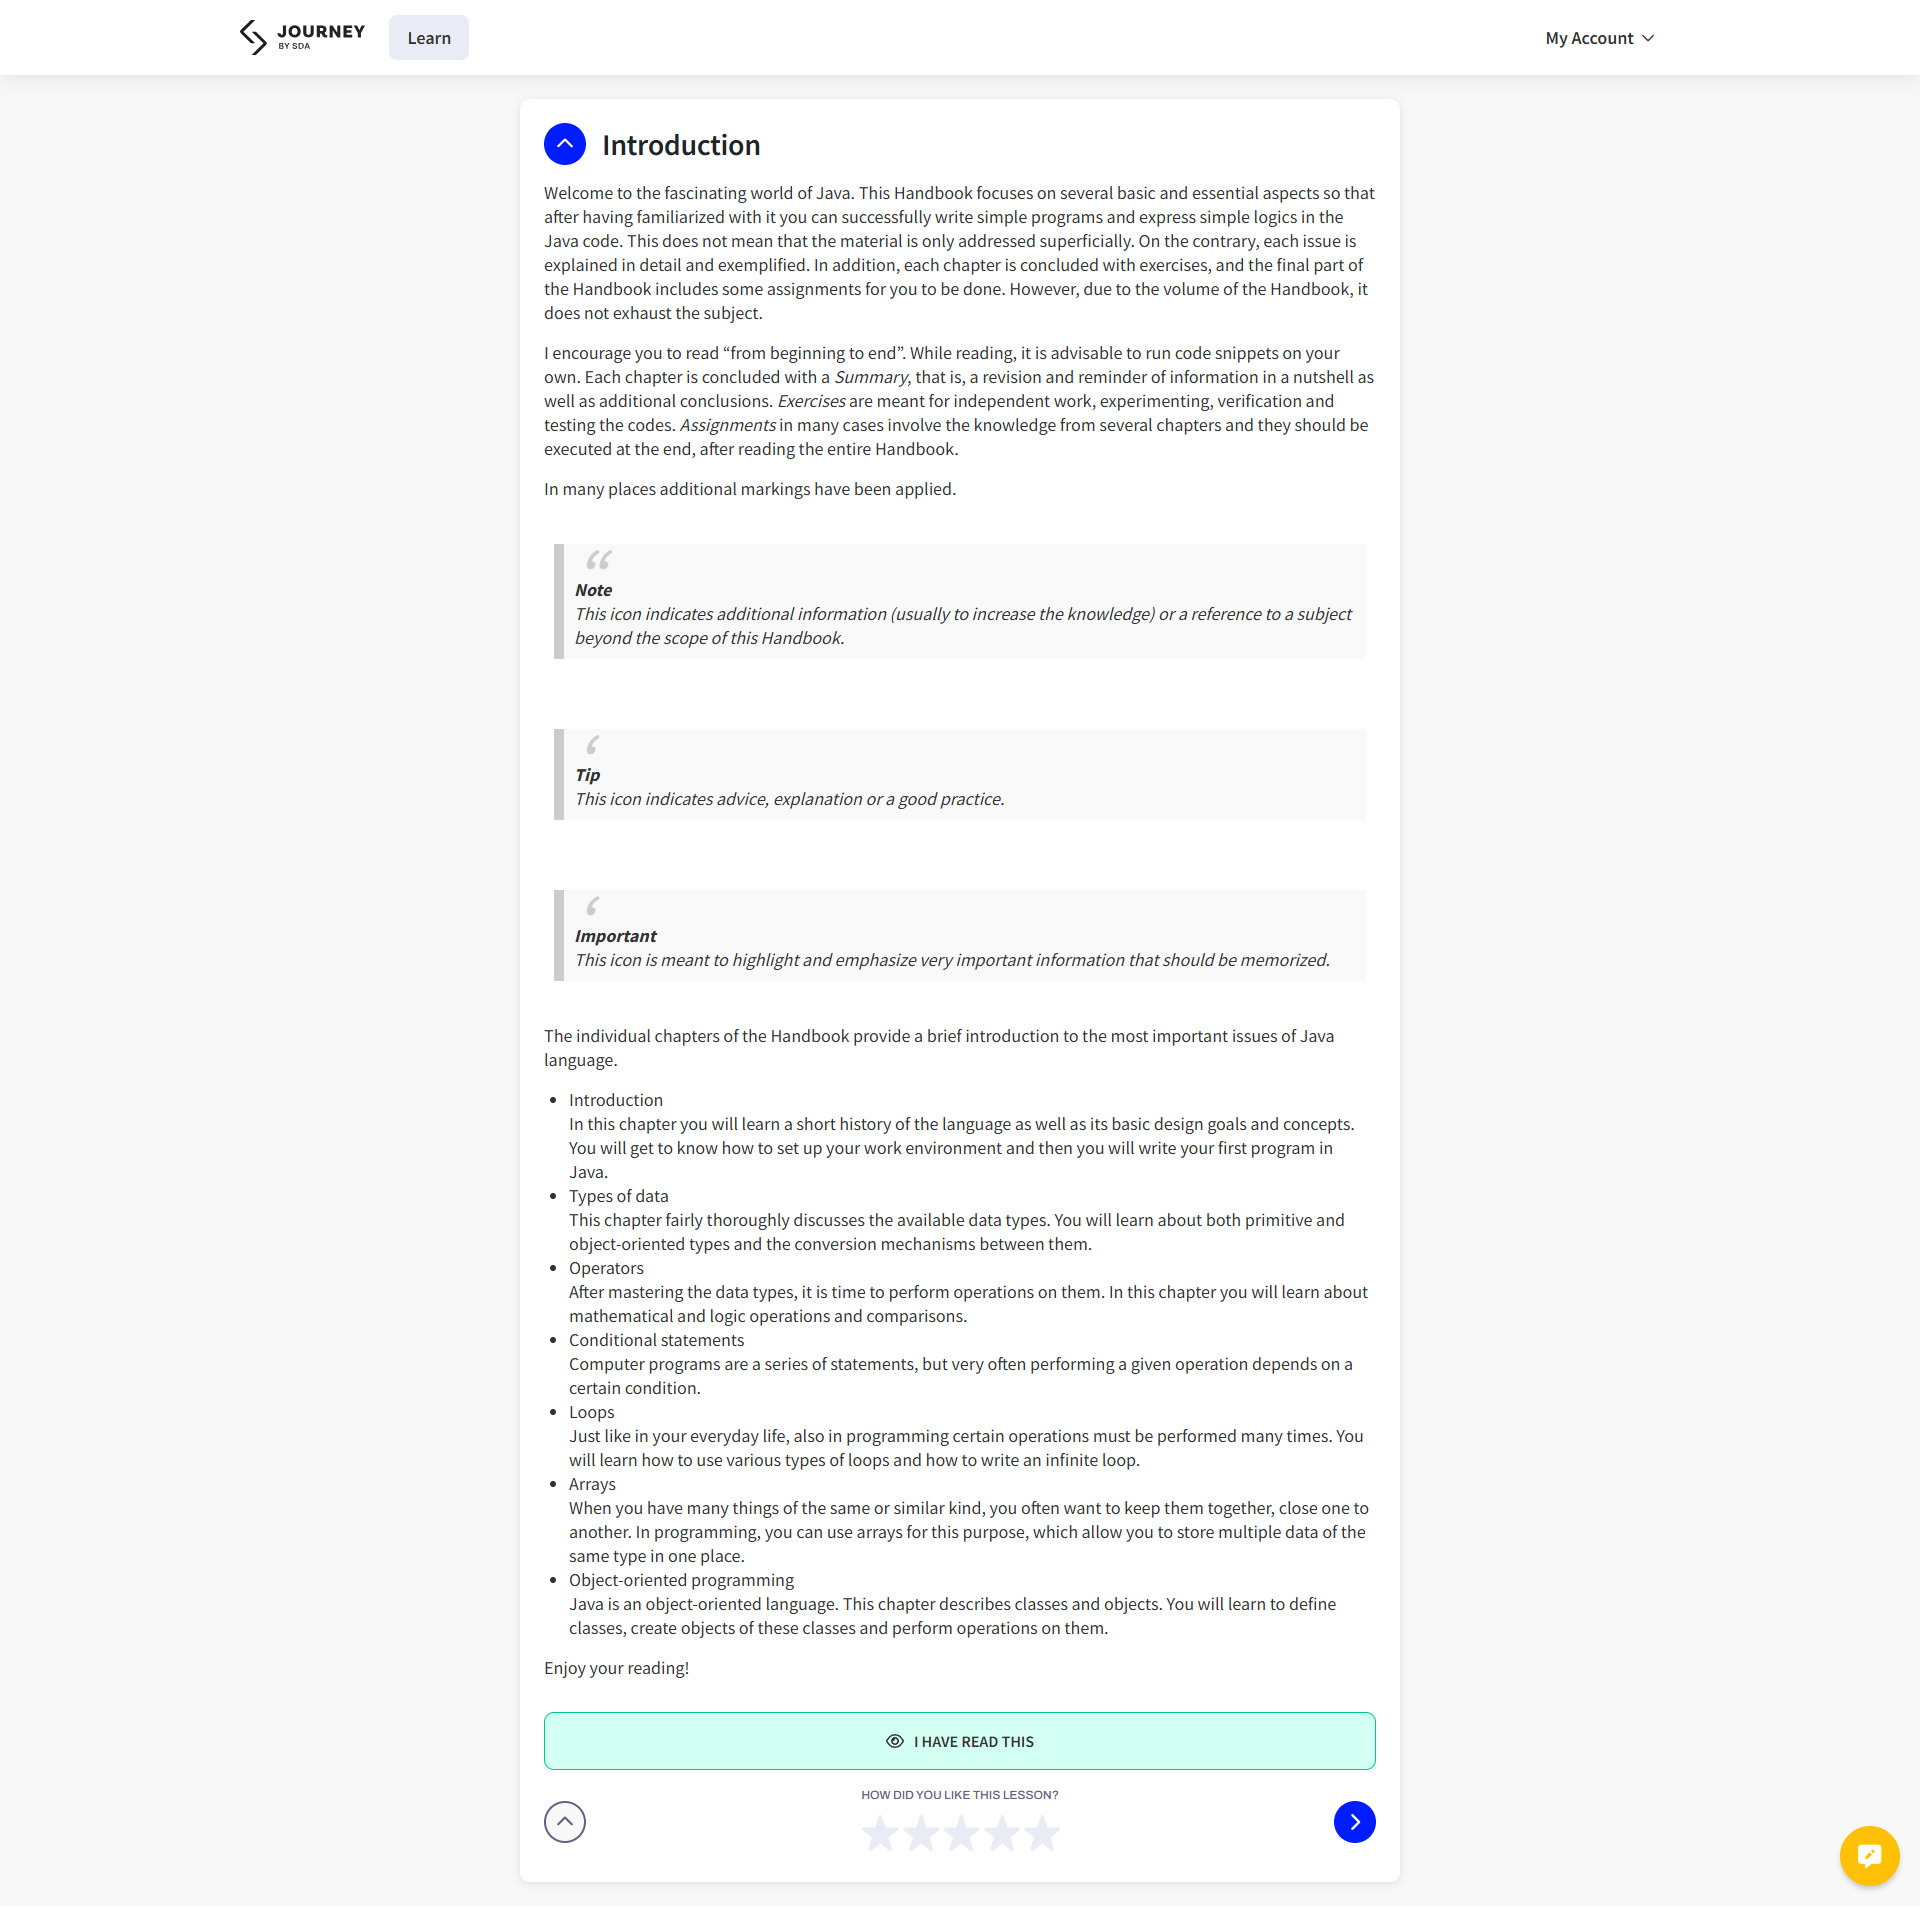 JOURNEY
BY SDA
Learn
My Account
Introduction
Welcome to the fascinating world of Java. This Handbook focuses on several basic and essential aspects so that
after having familiarized with it you can successfully write simple programs and express simple logics in the
Java code. This does not mean that the material is only addressed superficially. On the contrary, each issue is
explained in detail and exemplified. In addition, each chapter is concluded with exercises, and the final part of
the Handbook includes some assignments for you to be done. However, due to the volume of the Handbook, it
does not exhaust the subject.
I encourage you to read “from beginning to end”. While reading, it is advisable to run code snippets on your
own. Each chapter is concluded with a Summary, that is, a revision and reminder of information in a nutshell as
well as additional conclusions. Exercises are meant for independent work, experimenting, verification and
testing the codes. Assignments in many cases involve the knowledge from several chapters and they should be
executed at the end, after reading the entire Handbook.
In many places additional markings have been applied.
“
Note
This icon indicates additional information (usually to increase the knowledge) or a reference to a subject
beyond the scope of this Handbook.
‘
Tip
This icon indicates advice, explanation or a good practice.
‘
Important
This icon is meant to highlight and emphasize very important information that should be memorized.
The individual chapters of the Handbook provide a brief introduction to the most important issues of Java
language.
• Introduction
In this chapter you will learn a short history of the language as well as its basic design goals and concepts.
You will get to know how to set up your work environment and then you will write your first program in
Java.
• Types of data
This chapter fairly thoroughly discusses the available data types. You will learn about both primitive and
object-oriented types and the conversion mechanisms between them.
• Operators
After mastering the data types, it is time to perform operations on them. In this chapter you will learn about
mathematical and logic operations and comparisons.
• Conditional statements
Computer programs are a series of statements, but very often performing a given operation depends on a
certain condition.
• Loops
Just like in your everyday life, also in programming certain operations must be performed many times. You
will learn how to use various types of loops and how to write an infinite loop.
• Arrays
When you have many things of the same or similar kind, you often want to keep them together, close one to
another. In programming, you can use arrays for this purpose, which allow you to store multiple data of the
same type in one place.
• Object-oriented programming
Java is an object-oriented language. This chapter describes classes and objects. You will learn to define
classes, create objects of these classes and perform operations on them.
Enjoy your reading!
I HAVE READ THIS
HOW DID YOU LIKE THIS LESSON?